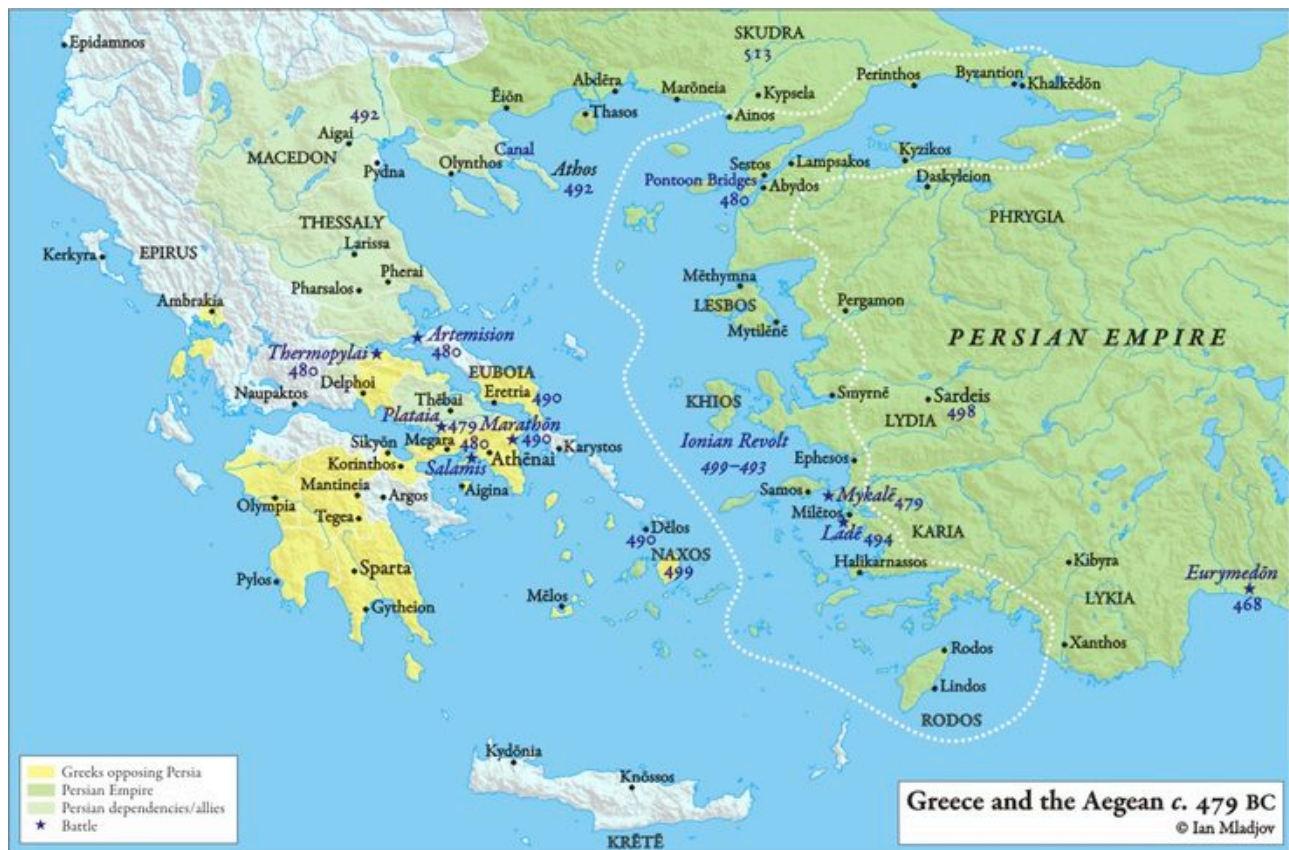 SKUDRA
513
Epidamnos
Perinthos
Byzantion
Khalkēdōn
Abdēra
Marōneia
Kypsela
Ēiōn
Thasos
Ainos
492
Aigai
MACEDON
Pydna
Olynthos
Canal
Athos
492
Sestos
Lampsakos
Kyzikos
Pontoon Bridges
480
Abydos
Daskyleion
PHRYGIA
THESSALY
Larissa
Kerkyra
EPIRUS
Pherai
Pharsalos
Mēthymna
LESBOS
Mytilēnē
Pergamon
Ambrakia
PERSIAN EMPIRE
Artemision
480
Thermopylai
480
EUBOIA
Delphoi
Eretria
490
Naupaktos
Thēbai
KHIOS
Smyrnē
Sardeis
498
LYDIA
Plataia
479
Marathōn
490
Megara
480
Karystos
Ionian Revolt
499–493
Sikyōn
Korinthos
Salamis
Athēnai
Ephesos
Mantineia
Argos
Aigina
Samos
Mykalē
479
Olympia
Tegea
Milētos
Ladē
494
KARIA
Dēlos
490
NAXOS
499
Halikarnassos
Kibyra
Eurymedōn
468
Sparta
Pylos
LYKIA
Mēlos
Gytheion
Xanthos
Rodos
Lindos
RODOS
Kydōnia
Knōssos
KRĒTĒ
Greeks opposing Persia
Persian Empire
Persian dependencies/allies
Battle
Greece and the Aegean c. 479 BC
© Ian Mladjov